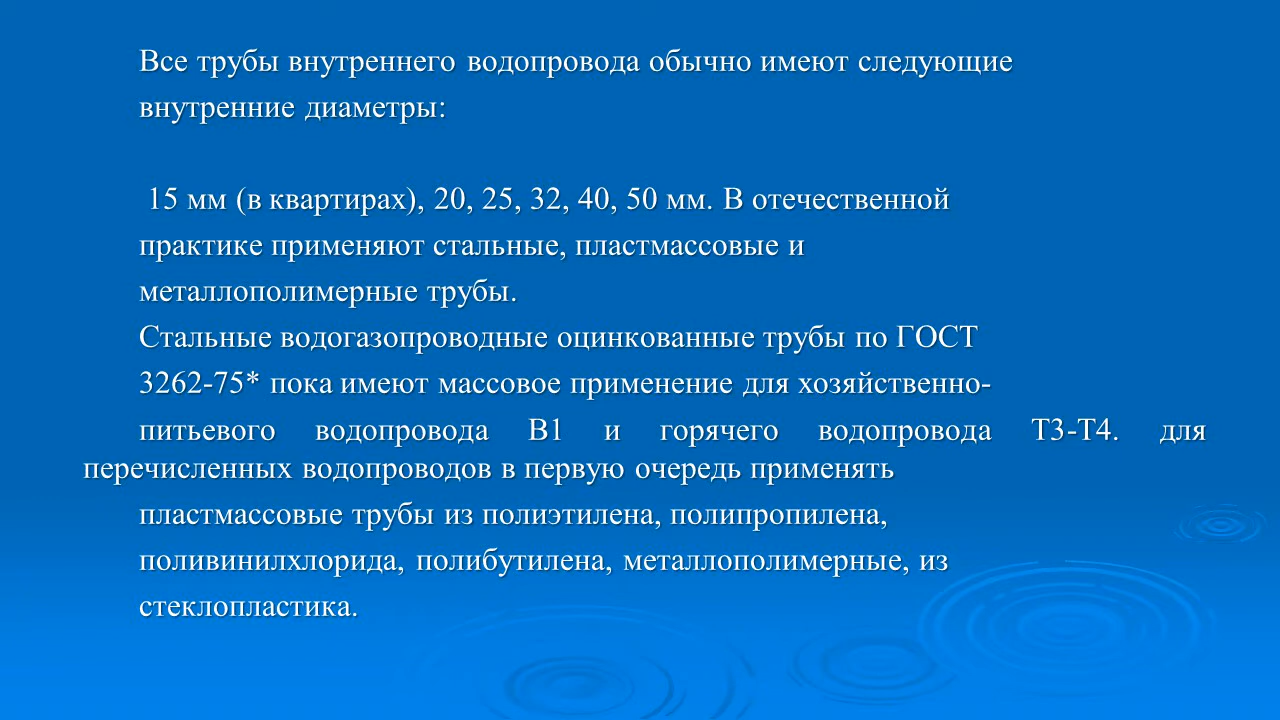 Все трубы внутреннего водопровода обычно имеют следующие
внутренние диаметры:
15 мм (в квартирах), 20, 25, 32, 40, 50 мм. В отечественной
практике применяют стальные, пластмассовые и
металлополимерные трубы.
Стальные водогазопроводные оцинкованные трубы по ГОСТ
3262-75* пока имеют массовое применение для хозяйственно-
питьевого водопровода В1 и горячего водопровода Т3-Т4. для
перечисленных водопроводов в первую очередь применять
пластмассовые трубы из полиэтилена, полипропилена,
поливинилхлорида, полибутилена, металлополимерные, из
стеклопластика.